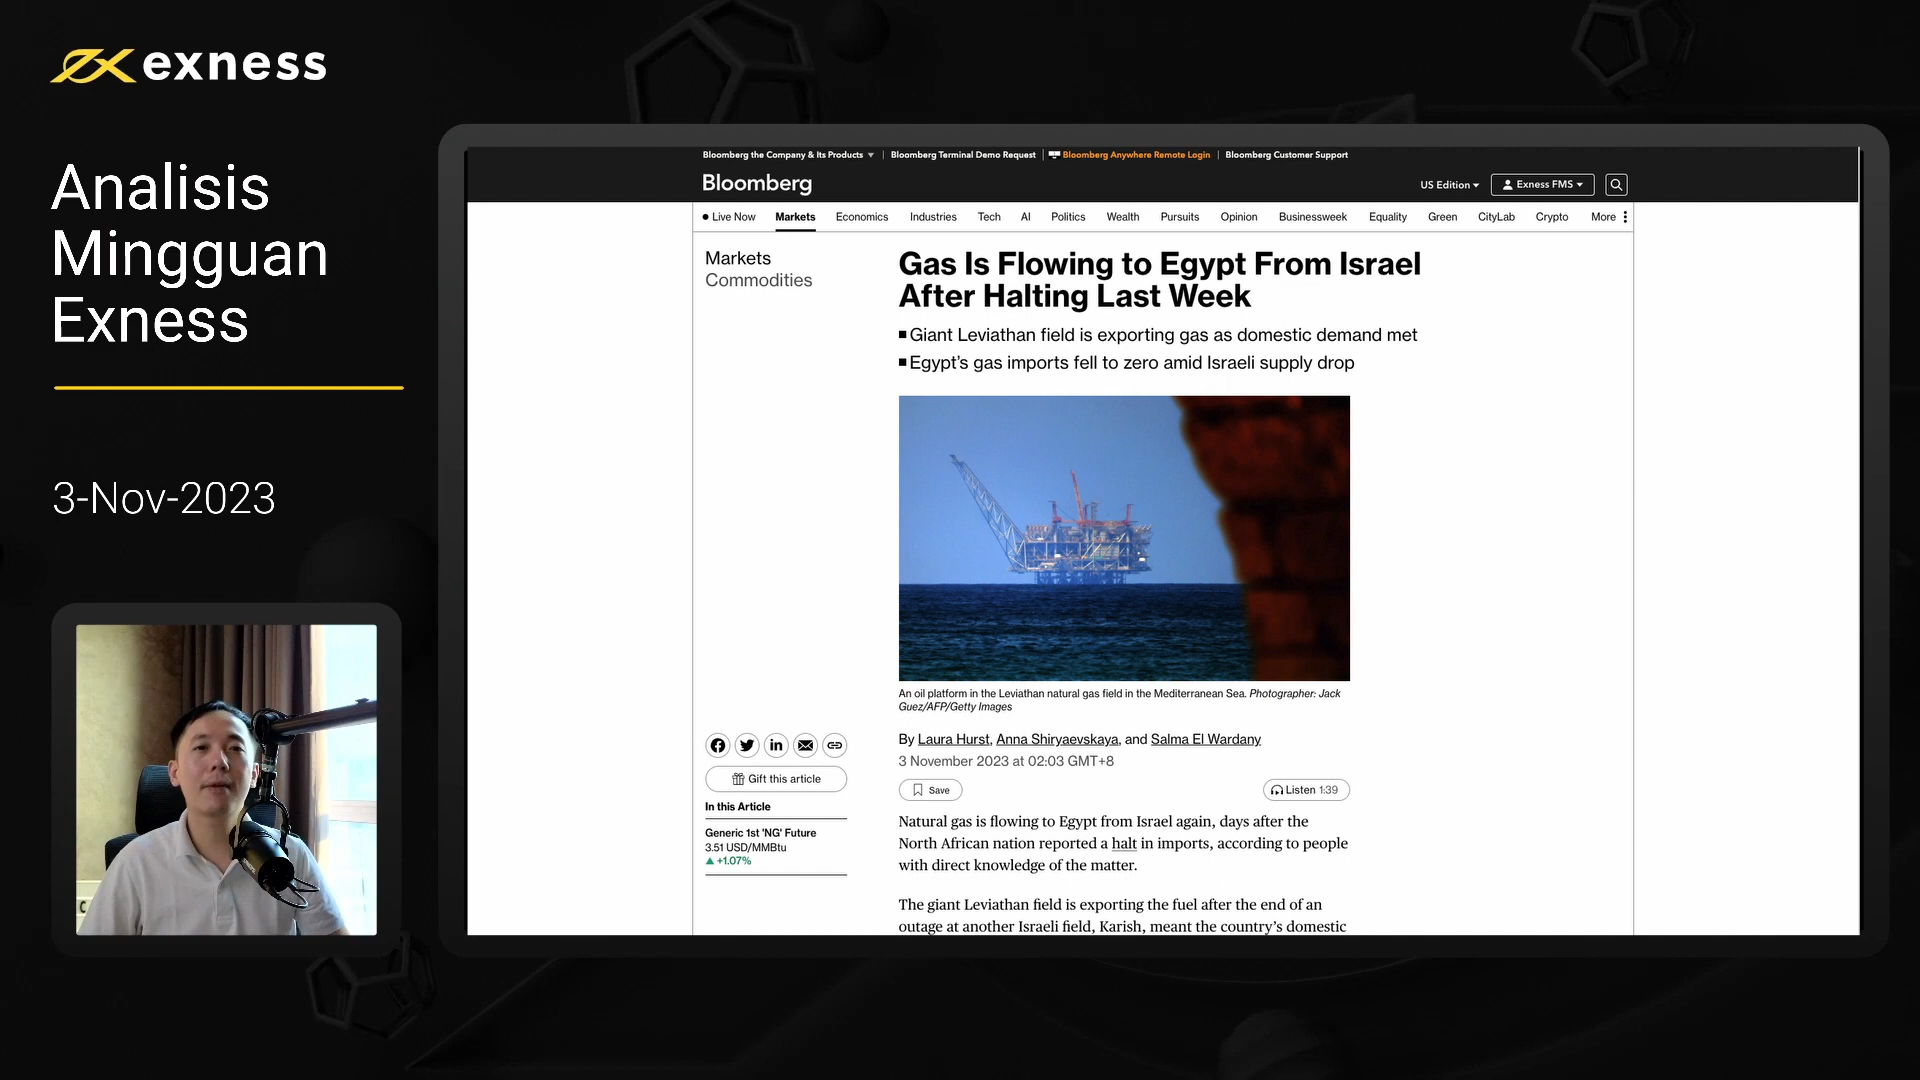 exness
Analisis
Mingguan
Exness
3-Nov-2023
Bloomberg the Company & Its Products
Bloomberg Terminal Demo Request
Bloomberg Anywhere Remote Login
Bloomberg Customer Support
Bloomberg
US Edition
Exness FMS
Live Now Markets Economics Industries Tech AI Politics Wealth Pursuits Opinion Businessweek Equality Green CityLab Crypto More
Markets
Commodities
Gas Is Flowing to Egypt From Israel
After Halting Last Week
Giant Leviathan field is exporting gas as domestic demand met
Egypt's gas imports fell to zero amid Israeli supply drop
An oil platform in the Leviathan natural gas field in the Mediterranean Sea. Photographer: Jack
Guez/AFP/Getty Images
By Laura Hurst, Anna Shiryaevskaya, and Salma El Wardany
3 November 2023 at 02:03 GMT+8
Save
Listen 1:39
Gift this article
In this Article
Generic 1st 'NG' Future
3.51 USD/MMBtu
+1.07%
Natural gas is flowing to Egypt from Israel again, days after the
North African nation reported a halt in imports, according to people
with direct knowledge of the matter.
The giant Leviathan field is exporting the fuel after the end of an
outage at another Israeli field, Karish, meant the country's domestic